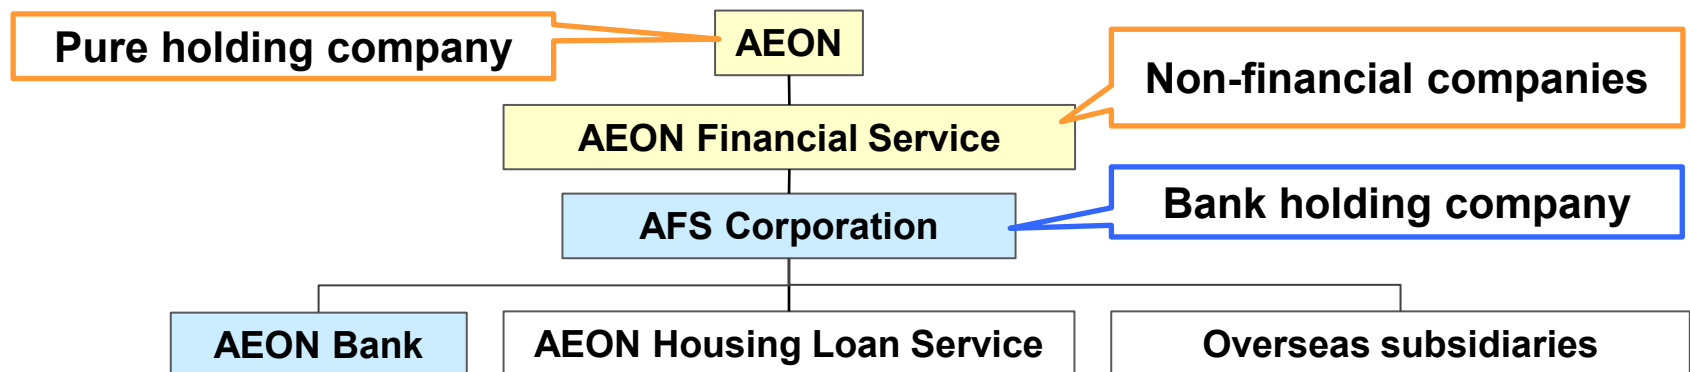 Pure holding company
AEON
Non-financial companies
AEON Financial Service
Bank holding company
AFS Corporation
AEON Bank
AEON Housing Loan Service
Overseas subsidiaries